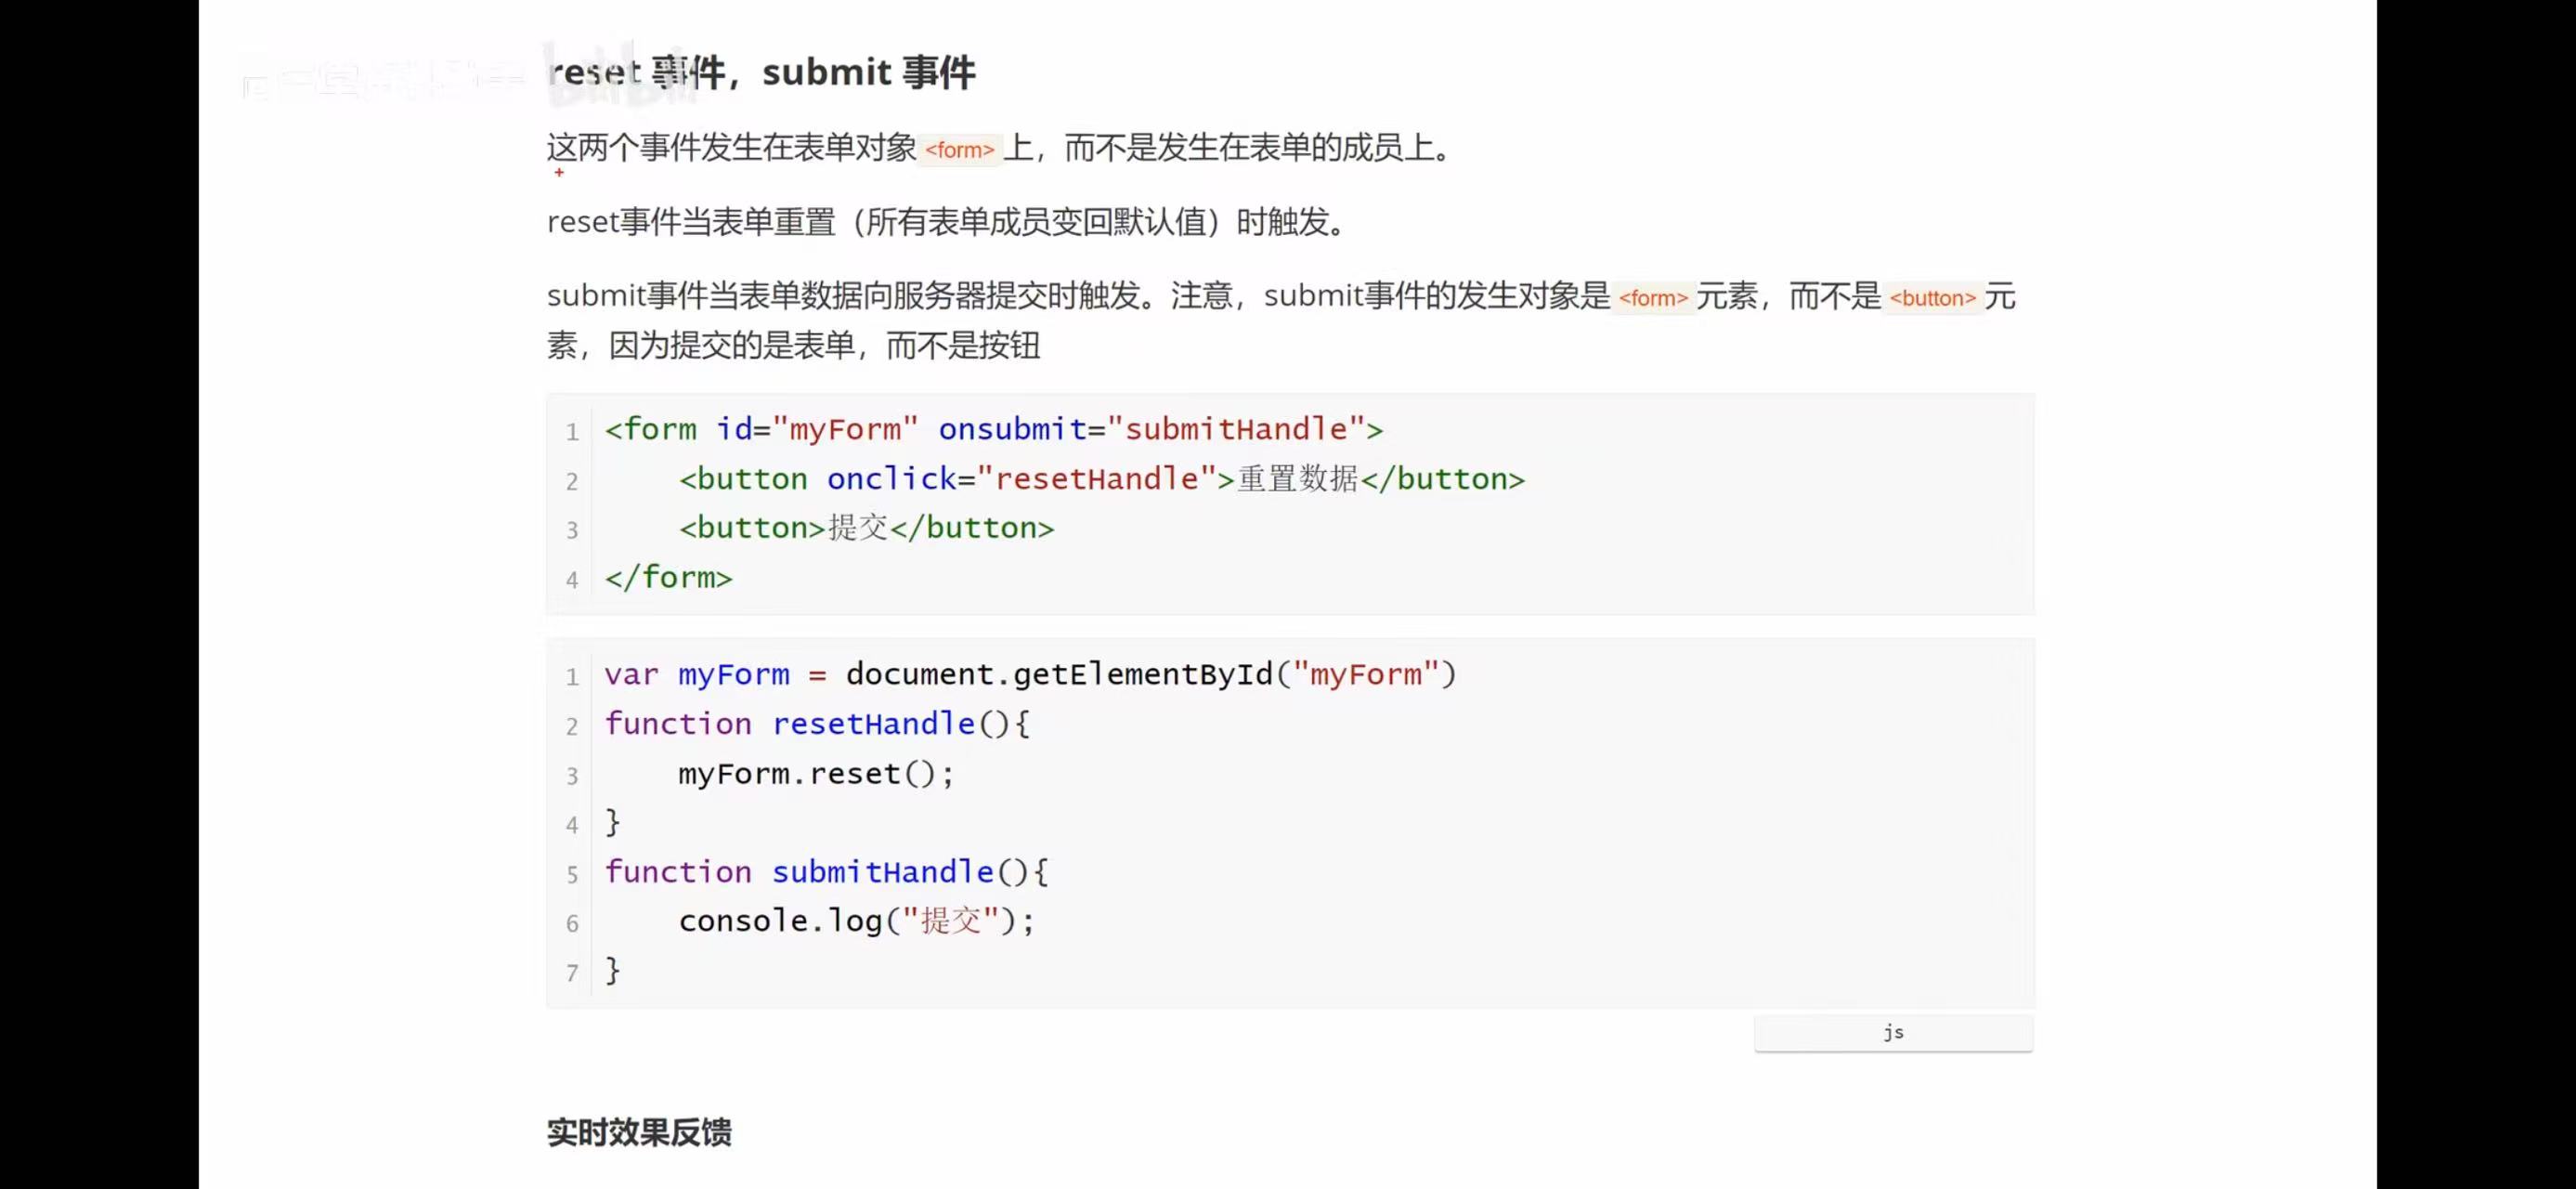 reset 事件，submit 事件
这两个事件发生在表单对象<form>上，而不是发生在表单的成员上。
reset事件当表单重置（所有表单成员变回默认值）时触发。
submit事件当表单数据向服务器提交时触发。注意，submit事件的发生对象是<form>元素，而不是<button>元
素，因为提交的是表单，而不是按钮
1 <form id="myForm" onsubmit="submitHandle">
2     <button onclick="resetHandle">重置数据</button>
3     <button>提交</button>
4 </form>
1 var myForm = document.getElementById("myForm")
2 function resetHandle(){
3     myForm.reset();
4 }
5 function submitHandle(){
6     console.log("提交");
7 }
js
实时效果反馈